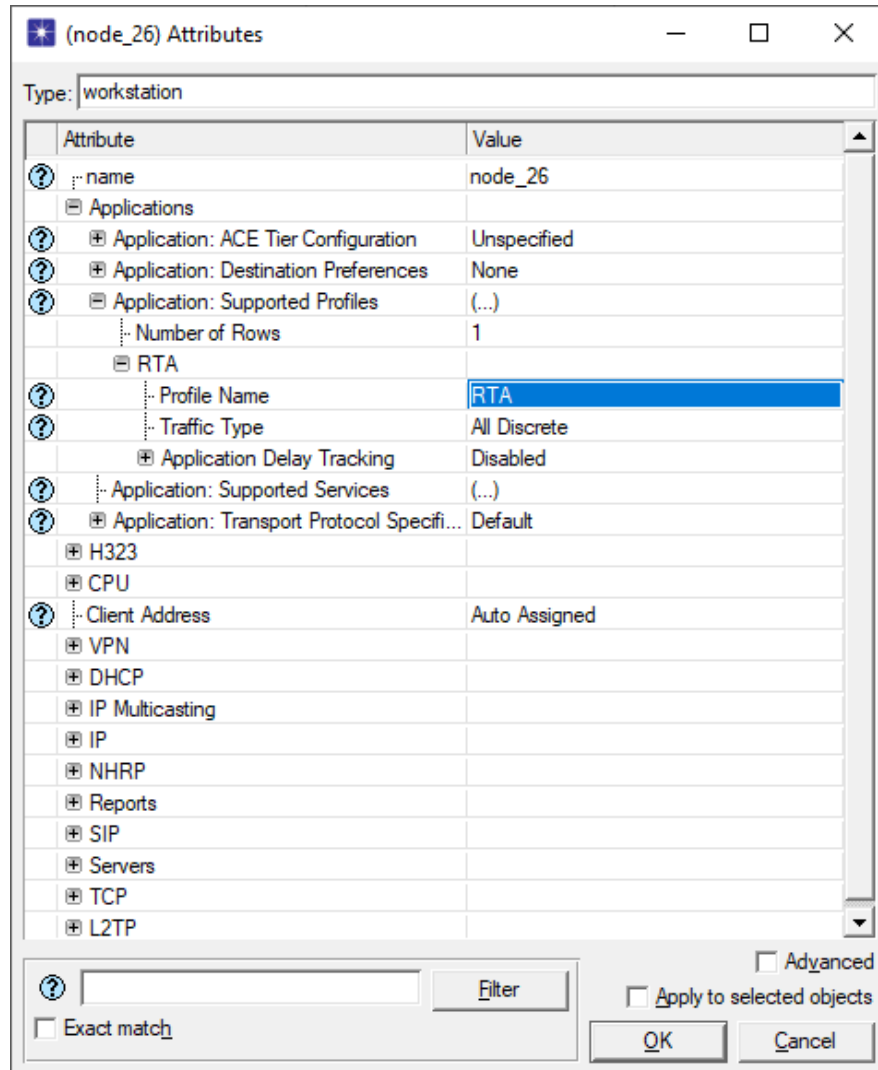 (node_26) Attributes
Type: workstation
Attribute Value
name node_26
Applications
Application: ACE Tier Configuration Unspecified
Application: Destination Preferences None
Application: Supported Profiles (...)
Number of Rows 1
RTA
Profile Name RTA
Traffic Type All Discrete
Application Delay Tracking Disabled
Application: Supported Services (...)
Application: Transport Protocol Specifi... Default
H323
CPU
Client Address Auto Assigned
VPN
DHCP
IP Multicasting
IP
NHRP
Reports
SIP
Servers
TCP
L2TP
Advanced
Filter
Apply to selected objects
Exact match
OK Cancel